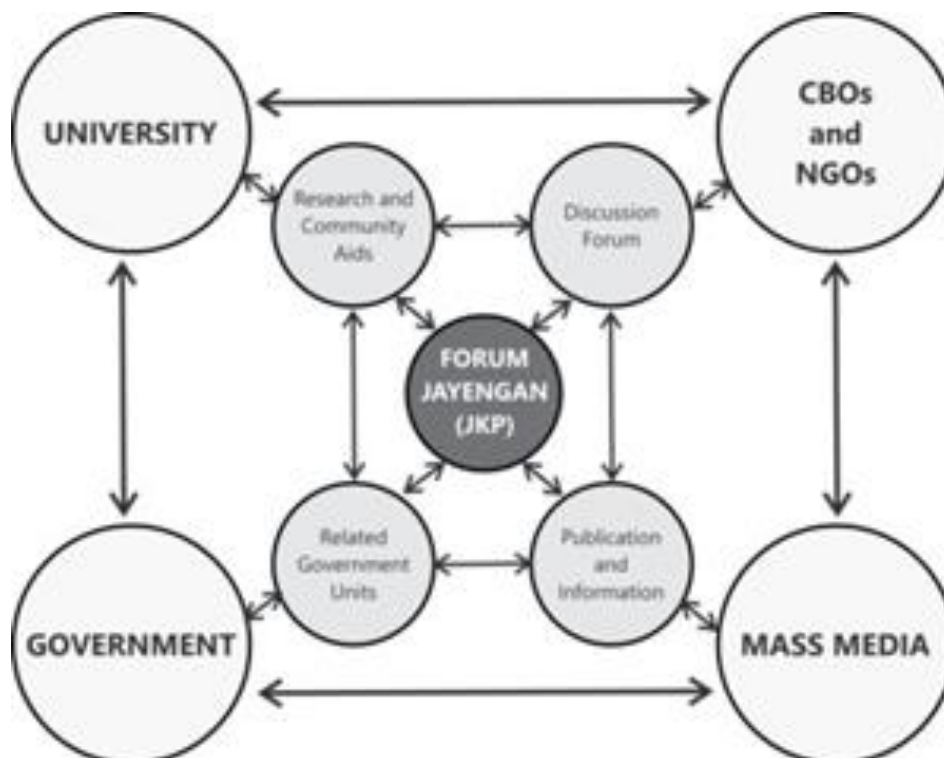 UNIVERSITY
CBOs
and
NGOs
Research and
Community
Aids
Discussion
Forum
FORUM
JAYENGAN
(JKP)
Related
Government
Units
Publication
and
Information
GOVERNMENT
MASS MEDIA